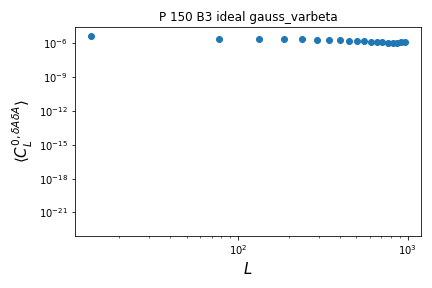 P 150 B3 ideal gauss_varbeta
⟨C_L^{0, δAδA}⟩
10^{-6}
10^{-9}
10^{-12}
10^{-15}
10^{-18}
10^{-21}
10^2
10^3
L